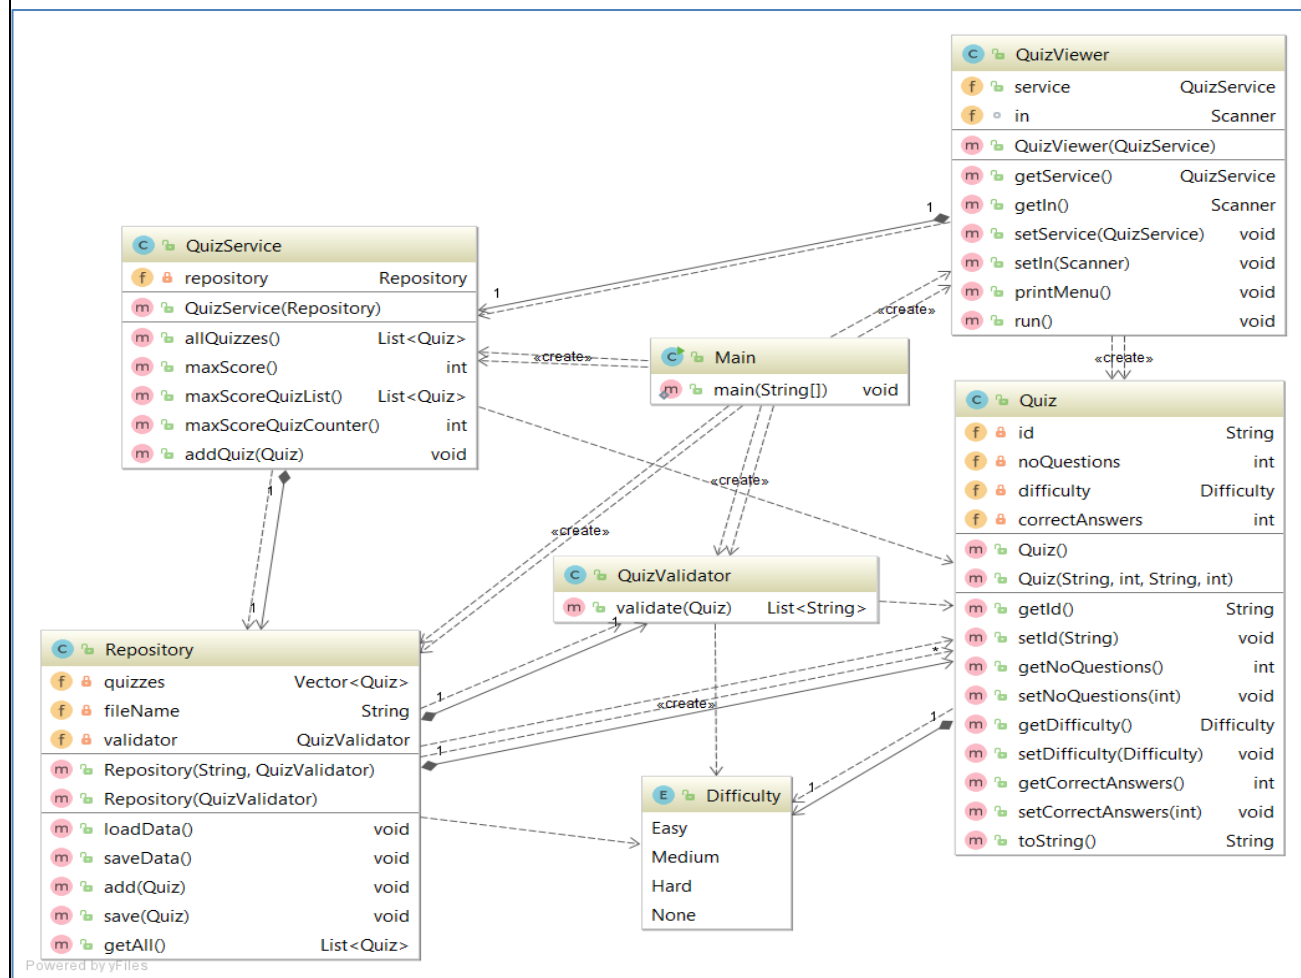 C QuizViewer
f service QuizService
f in Scanner
m QuizViewer(QuizService)
m getService() QuizService
m getIn() Scanner
m setService(QuizService) void
m setIn(Scanner) void
m printMenu() void
m run() void
C QuizService
f repository Repository
m QuizService(Repository)
m allQuizzes() List<Quiz>
m maxScore() int
m maxScoreQuizList() List<Quiz>
m maxScoreQuizCounter() int
m addQuiz(Quiz) void
1
1
«create»
«create»
«create»
C Main
m main(String[]) void
C Quiz
f id String
f noQuestions int
f difficulty Difficulty
f correctAnswers int
m Quiz()
m Quiz(String, int, String, int)
m getId() String
m setId(String) void
m getNoQuestions() int
m setNoQuestions(int) void
m getDifficulty() Difficulty
m setDifficulty(Difficulty) void
m getCorrectAnswers() int
m setCorrectAnswers(int) void
m toString() String
«create»
«create»
1
1
C QuizValidator
m validate(Quiz) List<String>
1
1
*
1
«create»
1
1
C Repository
f quizzes Vector<Quiz>
f fileName String
f validator QuizValidator
m Repository(String, QuizValidator)
m Repository(QuizValidator)
m loadData() void
m saveData() void
m add(Quiz) void
m save(Quiz) void
m getAll() List<Quiz>
E Difficulty
Easy
Medium
Hard
None
Powered by yFiles